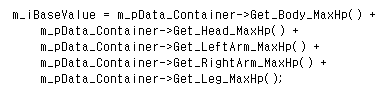 m_iBaseValue = m_pData_Container->Get_Body_MaxHp() +
m_pData_Container->Get_Head_MaxHp() +
m_pData_Container->Get_LeftArm_MaxHp() +
m_pData_Container->Get_RightArm_MaxHp() +
m_pData_Container->Get_Leg_MaxHp();